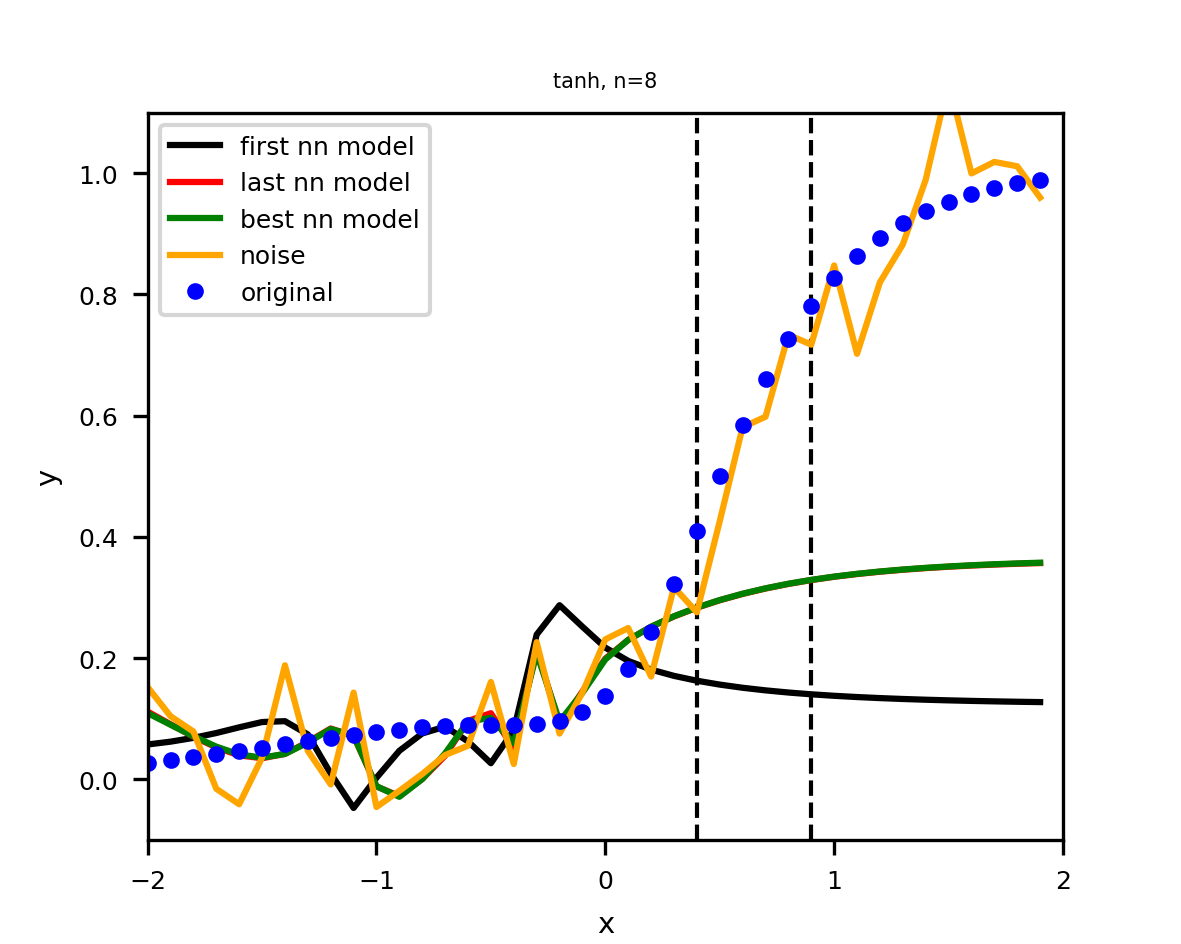 tanh, n=8
first nn model
last nn model
best nn model
noise
original
1.0
0.8
0.6
0.4
0.2
0.0
y
−2
−1
0
1
2
x